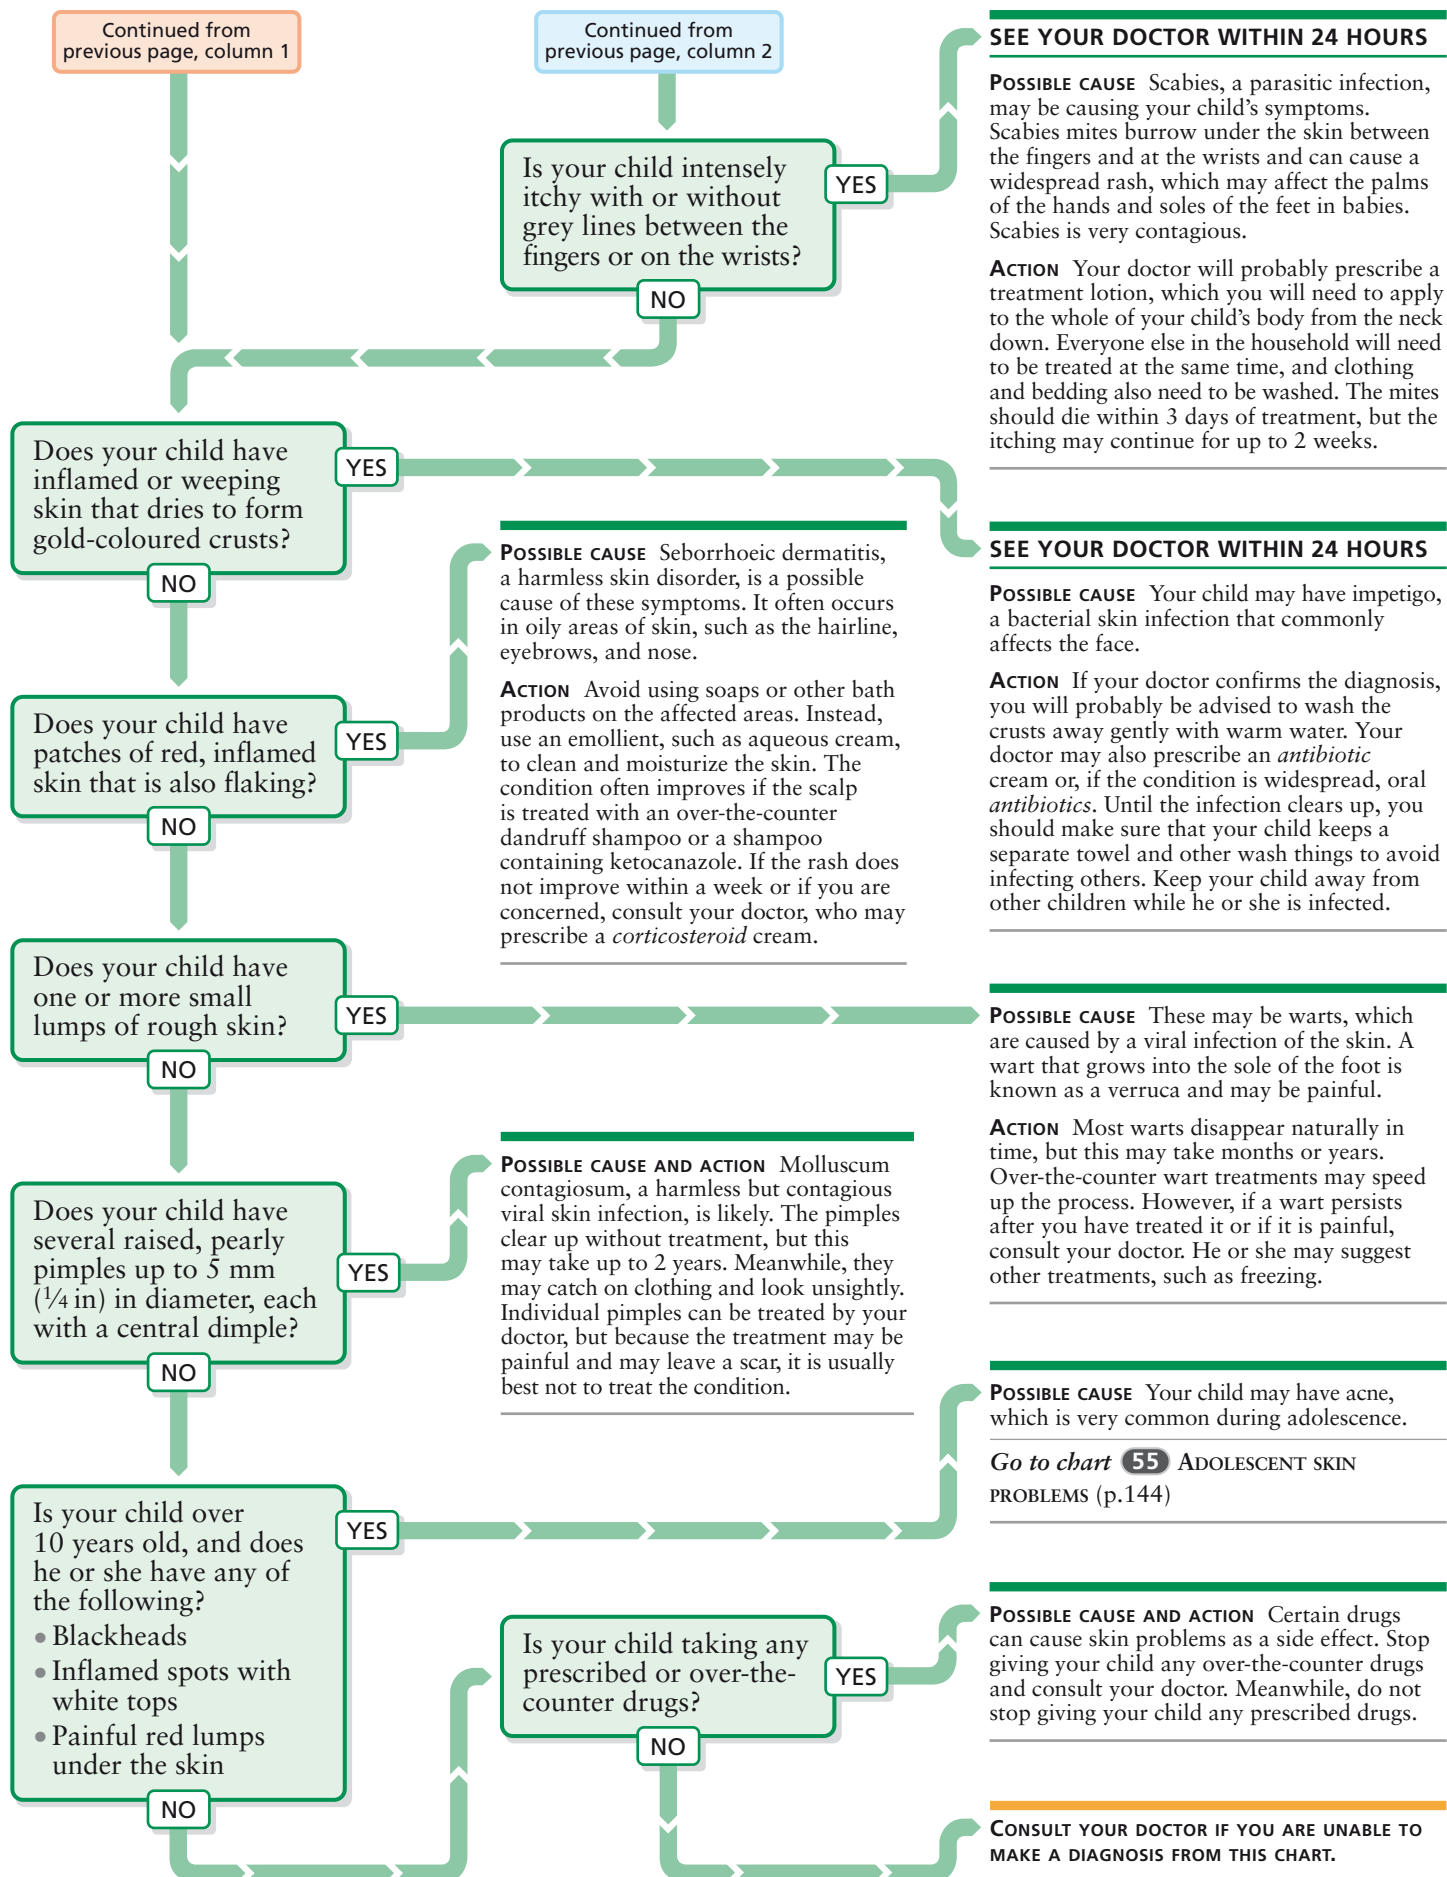 Continued from
previous page, column 1
Continued from
previous page, column 2
Is your child intensely
itchy with or without
grey lines between the
fingers or on the wrists?
YES
NO
SEE YOUR DOCTOR WITHIN 24 HOURS
POSSIBLE CAUSE Scabies, a parasitic infection,
may be causing your child’s symptoms.
Scabies mites burrow under the skin between
the fingers and at the wrists and can cause a
widespread rash, which may affect the palms
of the hands and soles of the feet in babies.
Scabies is very contagious.
ACTION Your doctor will probably prescribe a
treatment lotion, which you will need to apply
to the whole of your child’s body from the neck
down. Everyone else in the household will need
to be treated at the same time, and clothing
and bedding also need to be washed. The mites
should die within 3 days of treatment, but the
itching may continue for up to 2 weeks.
Does your child have
inflamed or weeping
skin that dries to form
gold-coloured crusts?
YES
NO
SEE YOUR DOCTOR WITHIN 24 HOURS
POSSIBLE CAUSE Your child may have impetigo,
a bacterial skin infection that commonly
affects the face.
ACTION If your doctor confirms the diagnosis,
you will probably be advised to wash the
crusts away gently with warm water. Your
doctor may also prescribe an antibiotic
cream or, if the condition is widespread, oral
antibiotics. Until the infection clears up, you
should make sure that your child keeps a
separate towel and other wash things to avoid
infecting others. Keep your child away from
other children while he or she is infected.
Does your child have
patches of red, inflamed
skin that is also flaking?
YES
NO
POSSIBLE CAUSE Seborrhoeic dermatitis,
a harmless skin disorder, is a possible
cause of these symptoms. It often occurs
in oily areas of skin, such as the hairline,
eyebrows, and nose.
ACTION Avoid using soaps or other bath
products on the affected areas. Instead,
use an emollient, such as aqueous cream,
to clean and moisturize the skin. The
condition often improves if the scalp
is treated with an over-the-counter
dandruff shampoo or a shampoo
containing ketocanazole. If the rash does
not improve within a week or if you are
concerned, consult your doctor, who may
prescribe a corticosteroid cream.
Does your child have
one or more small
lumps of rough skin?
YES
NO
POSSIBLE CAUSE These may be warts, which
are caused by a viral infection of the skin. A
wart that grows into the sole of the foot is
known as a verruca and may be painful.
ACTION Most warts disappear naturally in
time, but this may take months or years.
Over-the-counter wart treatments may speed
up the process. However, if a wart persists
after you have treated it or if it is painful,
consult your doctor. He or she may suggest
other treatments, such as freezing.
Does your child have
several raised, pearly
pimples up to 5 mm
(1/4 in) in diameter, each
with a central dimple?
YES
NO
POSSIBLE CAUSE AND ACTION Molluscum
contagiosum, a harmless but contagious
viral skin infection, is likely. The pimples
clear up without treatment, but this
may take up to 2 years. Meanwhile, they
may catch on clothing and look unsightly.
Individual pimples can be treated by your
doctor, but because the treatment may be
painful and may leave a scar, it is usually
best not to treat the condition.
Is your child over
10 years old, and does
he or she have any of
the following?
• Blackheads
• Inflamed spots with
white tops
• Painful red lumps
under the skin
YES
NO
POSSIBLE CAUSE Your child may have acne,
which is very common during adolescence.
Go to chart 55 ADOLESCENT SKIN
PROBLEMS (p.144)
Is your child taking any
prescribed or over-the-
counter drugs?
YES
NO
POSSIBLE CAUSE AND ACTION Certain drugs
can cause skin problems as a side effect. Stop
giving your child any over-the-counter drugs
and consult your doctor. Meanwhile, do not
stop giving your child any prescribed drugs.
CONSULT YOUR DOCTOR IF YOU ARE UNABLE TO
MAKE A DIAGNOSIS FROM THIS CHART.